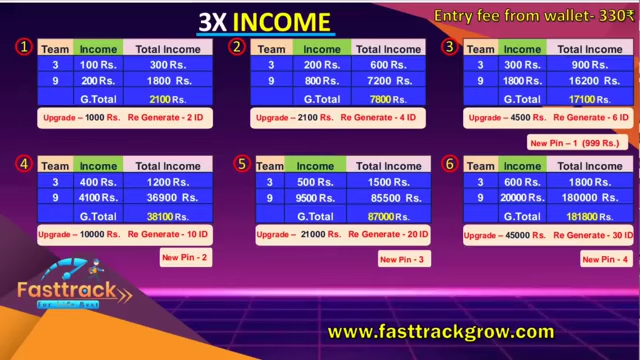 3X INCOME
Entry fee from wallet- 330₹
1
Team Income Total Income
3 100 Rs. 300 Rs.
9 200 Rs. 1800 Rs.
G.Total 2100 Rs.
Upgrade – 1000 Rs. Re Generate – 2 ID
2
Team Income Total Income
3 200 Rs. 600 Rs.
9 800 Rs. 7200 Rs.
G.Total 7800 Rs.
Upgrade – 2100 Rs. Re Generate – 4 ID
3
Team Income Total Income
3 300 Rs. 900 Rs.
9 1800 Rs. 16200 Rs.
G.Total 17100 Rs.
Upgrade – 4500 Rs. Re Generate – 6 ID
New Pin – 1 (999 Rs.)
4
Team Income Total Income
3 400 Rs. 1200 Rs.
9 4100 Rs. 36900 Rs.
G.Total 38100 Rs.
Upgrade – 10000 Rs. Re Generate – 10 ID
New Pin – 2
5
Team Income Total Income
3 500 Rs. 1500 Rs.
9 9500 Rs. 85500 Rs.
G.Total 87000 Rs.
Upgrade – 21000 Rs. Re Generate – 20 ID
New Pin – 3
6
Team Income Total Income
3 600 Rs. 1800 Rs.
9 20000 Rs. 180000 Rs.
G.Total 181800 Rs.
Upgrade – 45000 Rs. Re Generate – 30 ID
New Pin – 4
Fasttrack
For Life Best
www.fasttrackgrow.com